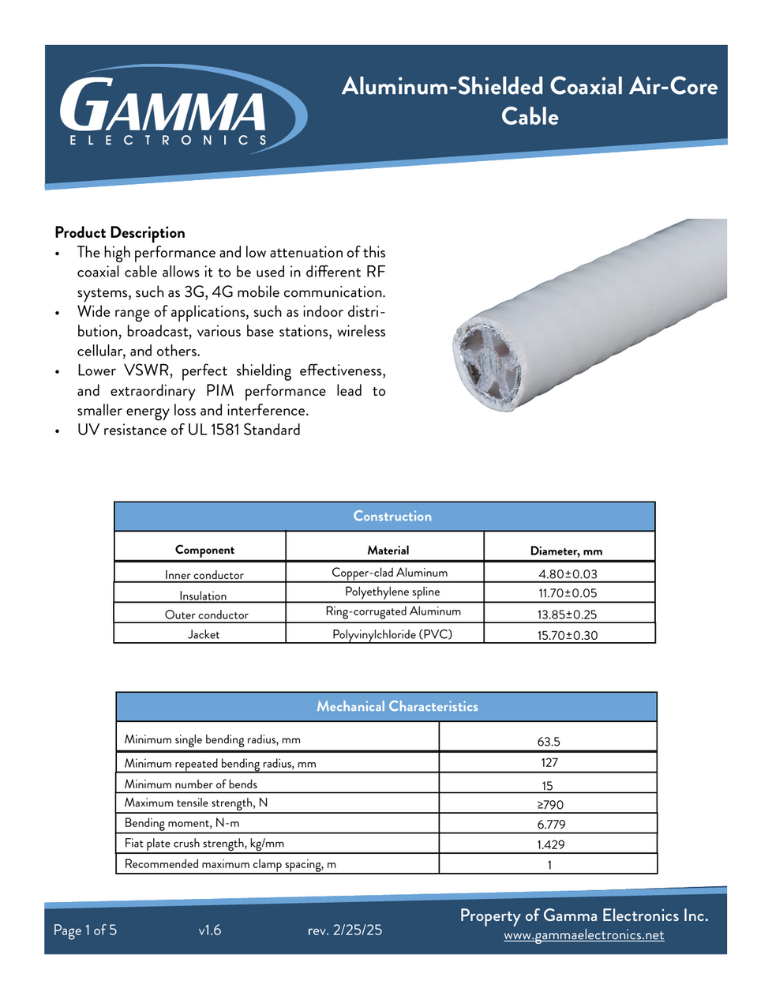 GAMMA
ELECTRONICS
Aluminum-Shielded Coaxial Air-Core
Cable
Product Description
• The high performance and low attenuation of this
coaxial cable allows it to be used in different RF
systems, such as 3G, 4G mobile communication.
• Wide range of applications, such as indoor distri-
bution, broadcast, various base stations, wireless
cellular, and others.
• Lower VSWR, perfect shielding effectiveness,
and extraordinary PIM performance lead to
smaller energy loss and interference.
• UV resistance of UL 1581 Standard
Construction
Component Material Diameter, mm
Inner conductor Copper-clad Aluminum 4.80±0.03
Insulation Polyethylene spline 11.70±0.05
Outer conductor Ring-corrugated Aluminum 13.85±0.25
Jacket Polyvinylchloride (PVC) 15.70±0.30
Mechanical Characteristics
Minimum single bending radius, mm 63.5
Minimum repeated bending radius, mm 127
Minimum number of bends 15
Maximum tensile strength, N ≥790
Bending moment, N-m 6.779
Fiat plate crush strength, kg/mm 1.429
Recommended maximum clamp spacing, m 1
Page 1 of 5 v1.6 rev. 2/25/25 Property of Gamma Electronics Inc.
www.gammaelectronics.net